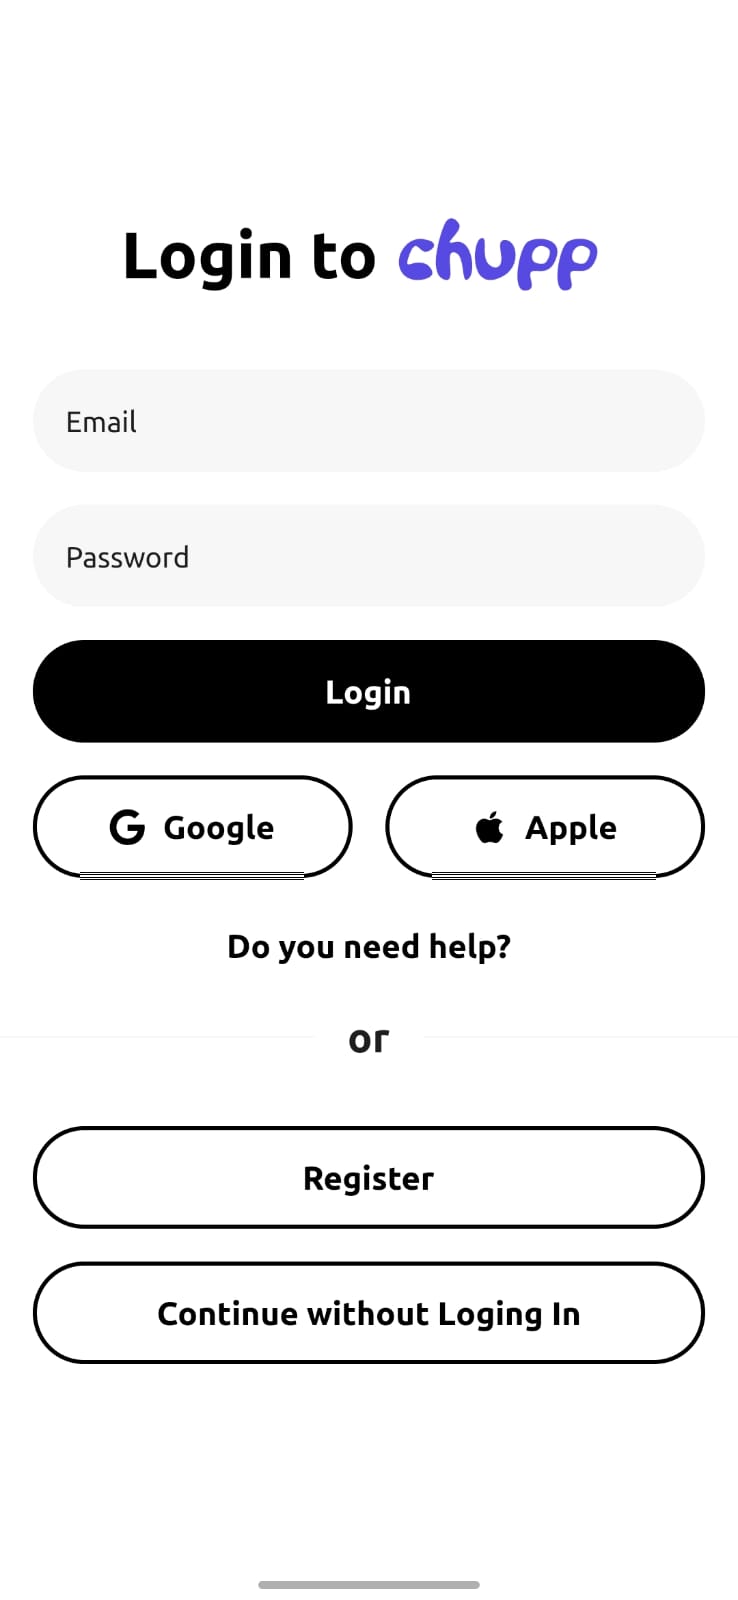 Login to chupp
Email
Password
Login
Google
Apple
Do you need help?
or
Register
Continue without Loging In